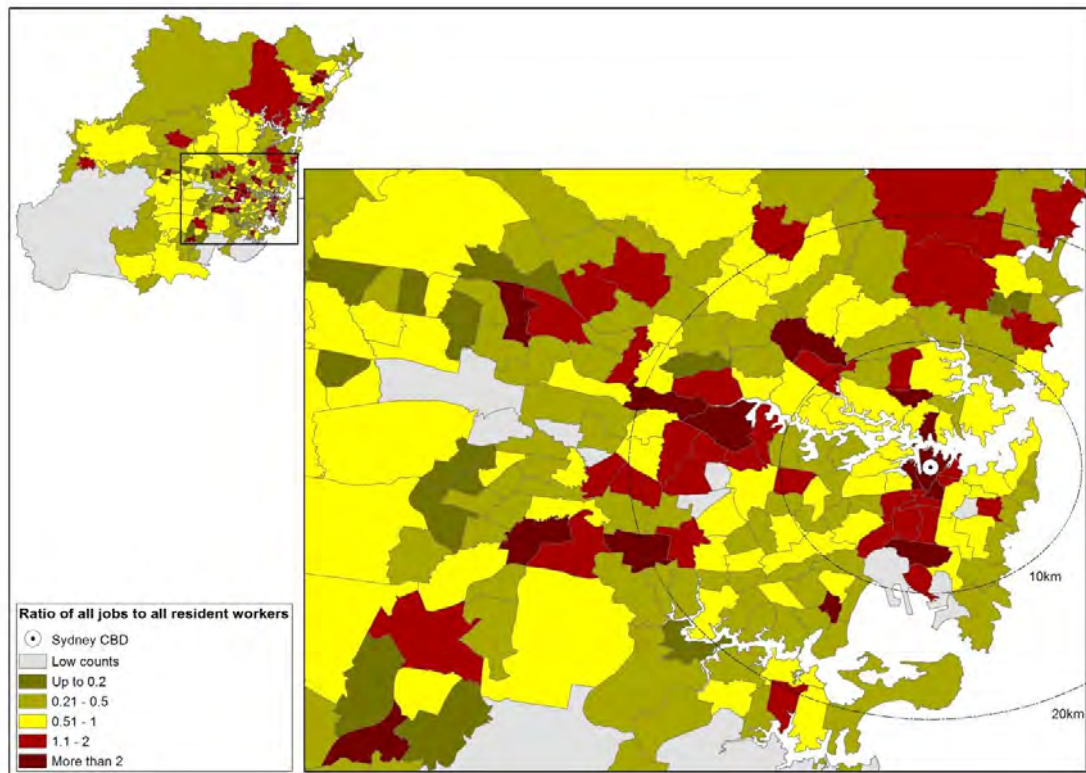 10km
20km
Ratio of all jobs to all resident workers
Sydney CBD
Low counts
Up to 0.2
0.21 - 0.5
0.51 - 1
1.1 - 2
More than 2